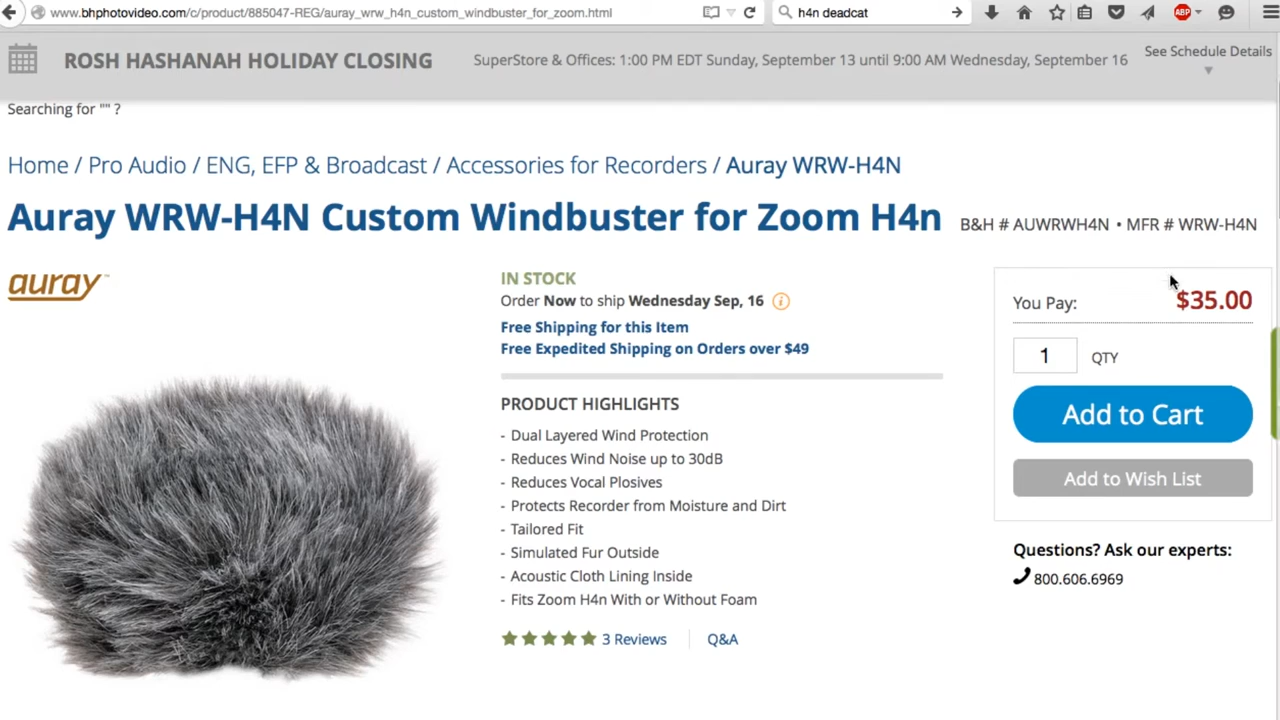 www.bhphotovideo.com/c/product/885047-REG/auray_wrw_h4n_custom_windbuster_for_zoom.html
h4n deadcat
ABP
ROSH HASHANAH HOLIDAY CLOSING
SuperStore & Offices: 1:00 PM EDT Sunday, September 13 until 9:00 AM Wednesday, September 16
See Schedule Details
Searching for "" ?
Home / Pro Audio / ENG, EFP & Broadcast / Accessories for Recorders / Auray WRW-H4N
Auray WRW-H4N Custom Windbuster for Zoom H4n
B&H # AUWRWH4N • MFR # WRW-H4N
auray™
IN STOCK
Order Now to ship Wednesday Sep, 16
Free Shipping for this Item
Free Expedited Shipping on Orders over $49
PRODUCT HIGHLIGHTS
- Dual Layered Wind Protection
- Reduces Wind Noise up to 30dB
- Reduces Vocal Plosives
- Protects Recorder from Moisture and Dirt
- Tailored Fit
- Simulated Fur Outside
- Acoustic Cloth Lining Inside
- Fits Zoom H4n With or Without Foam
3 Reviews
Q&A
You Pay: $35.00
1 QTY
Add to Cart
Add to Wish List
Questions? Ask our experts:
800.606.6969